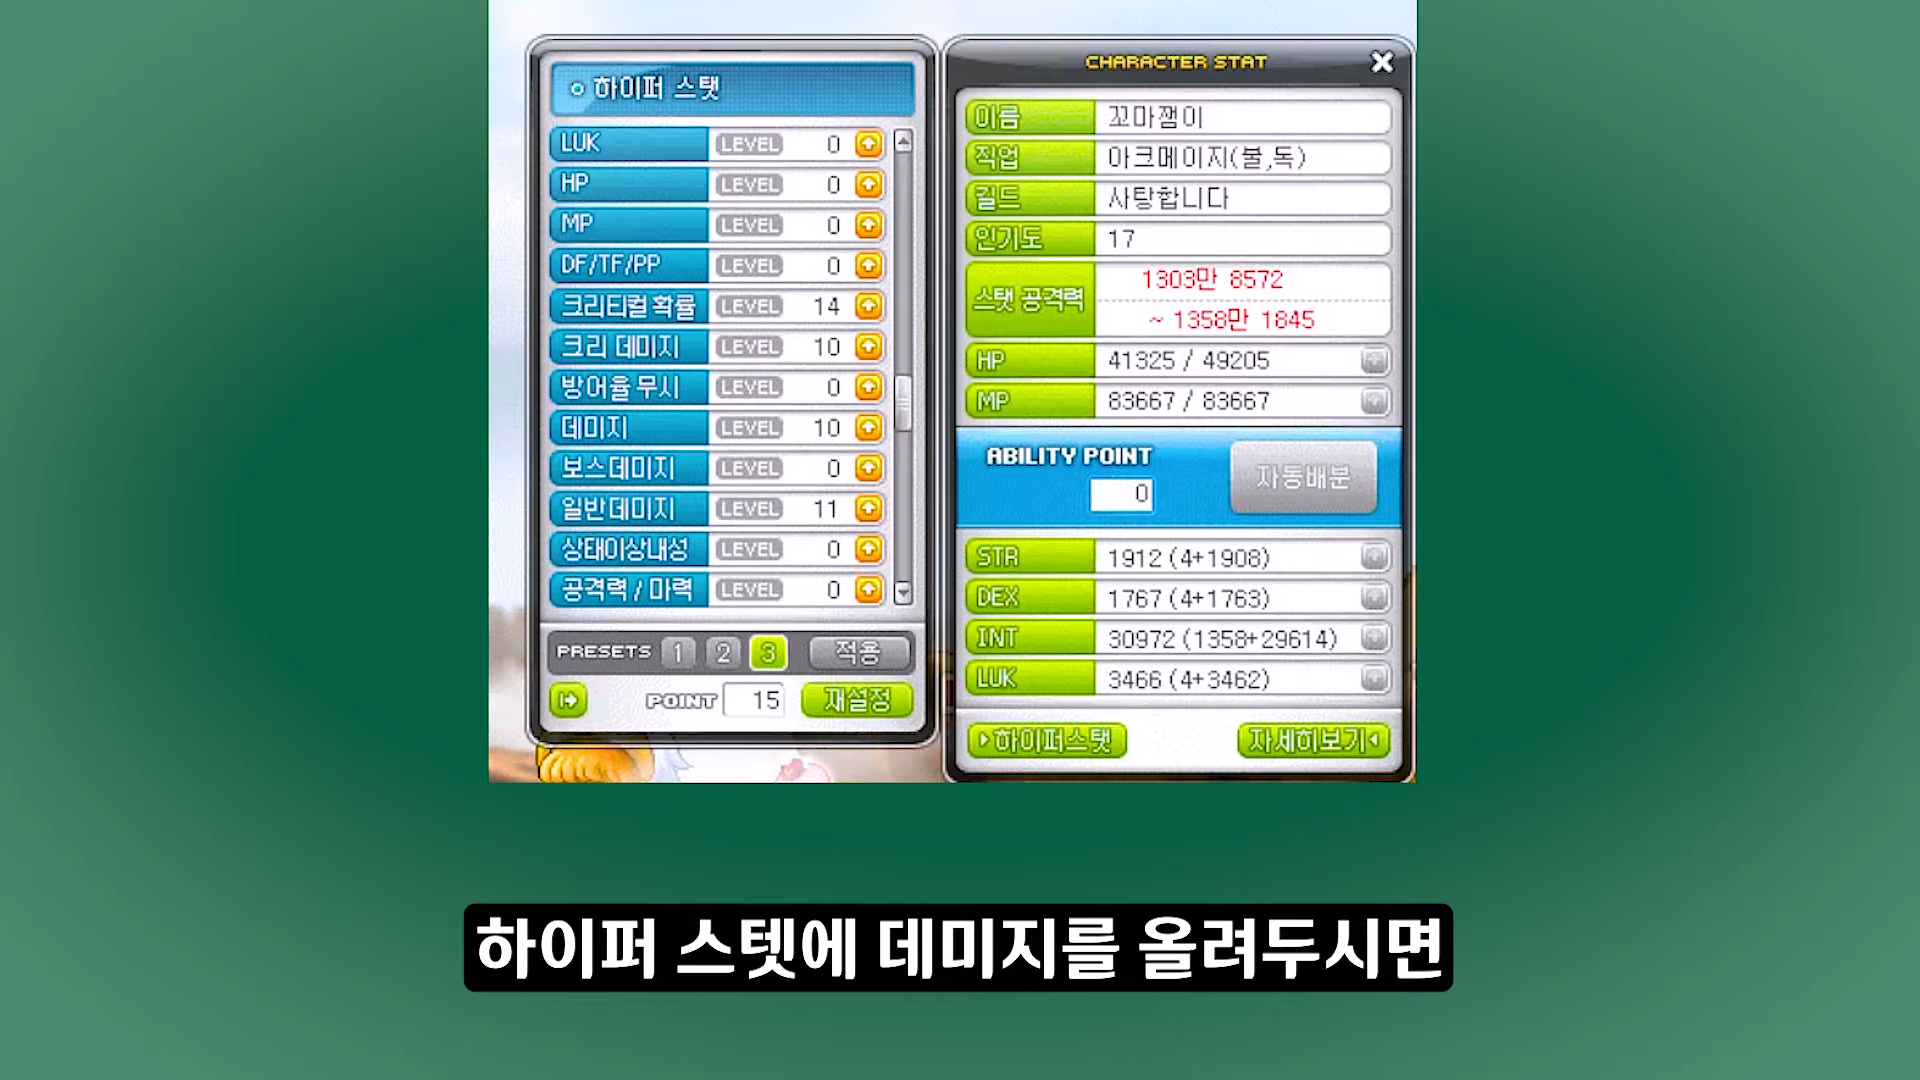 하이퍼 스탯
LUK LEVEL 0
HP LEVEL 0
MP LEVEL 0
DF/TF/PP LEVEL 0
크리티컬 확률 LEVEL 14
크리 데미지 LEVEL 10
방어율 무시 LEVEL 0
데미지 LEVEL 10
보스데미지 LEVEL 0
일반데미지 LEVEL 11
상태이상내성 LEVEL 0
공격력 / 마력 LEVEL 0
PRESETS 1 2 3 적용
POINT 15 재설정
CHARACTER STAT
이름 꼬마잼이
직업 아크메이지(불,독)
길드 사탕합니다
인기도 17
스탯 공격력 1303만 8572
~ 1358만 1845
HP 41325 / 49205
MP 83667 / 83667
ABILITY POINT
0 자동배분
STR 1912 (4+1908)
DEX 1767 (4+1763)
INT 30972 (1358+29614)
LUK 3466 (4+3462)
하이퍼스탯 자세히보기
하이퍼 스텟에 데미지를 올려두시면